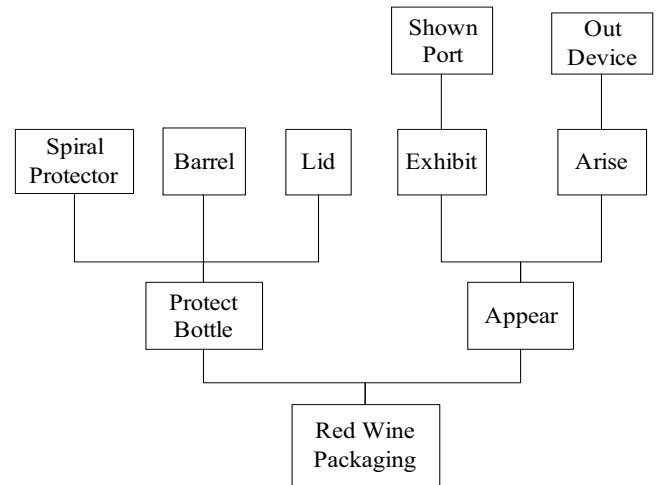 Shown
Port
Out
Device
Spiral
Protector
Barrel
Lid
Exhibit
Arise
Protect
Bottle
Appear
Red Wine
Packaging